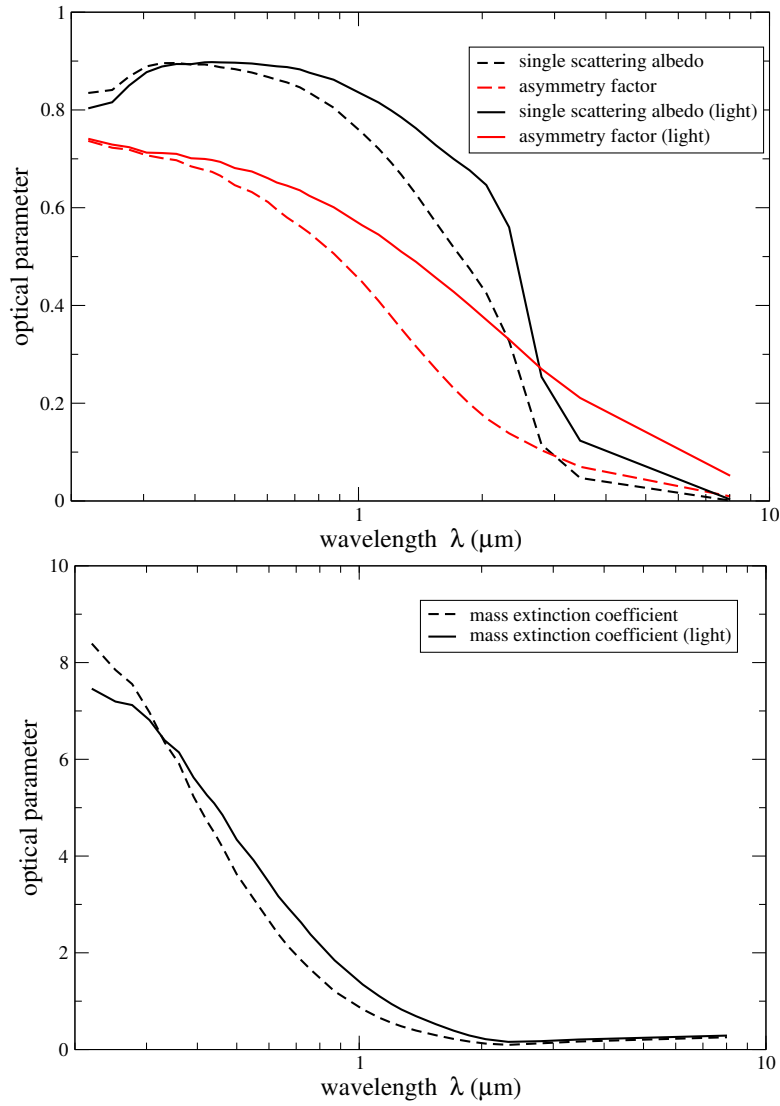 1
0.8
0.6
0.4
0.2
0
optical parameter
single scattering albedo
asymmetry factor
single scattering albedo (light)
asymmetry factor (light)
1
10
wavelength λ (μm)
10
8
6
4
2
0
optical parameter
mass extinction coefficient
mass extinction coefficient (light)
1
10
wavelength λ (μm)